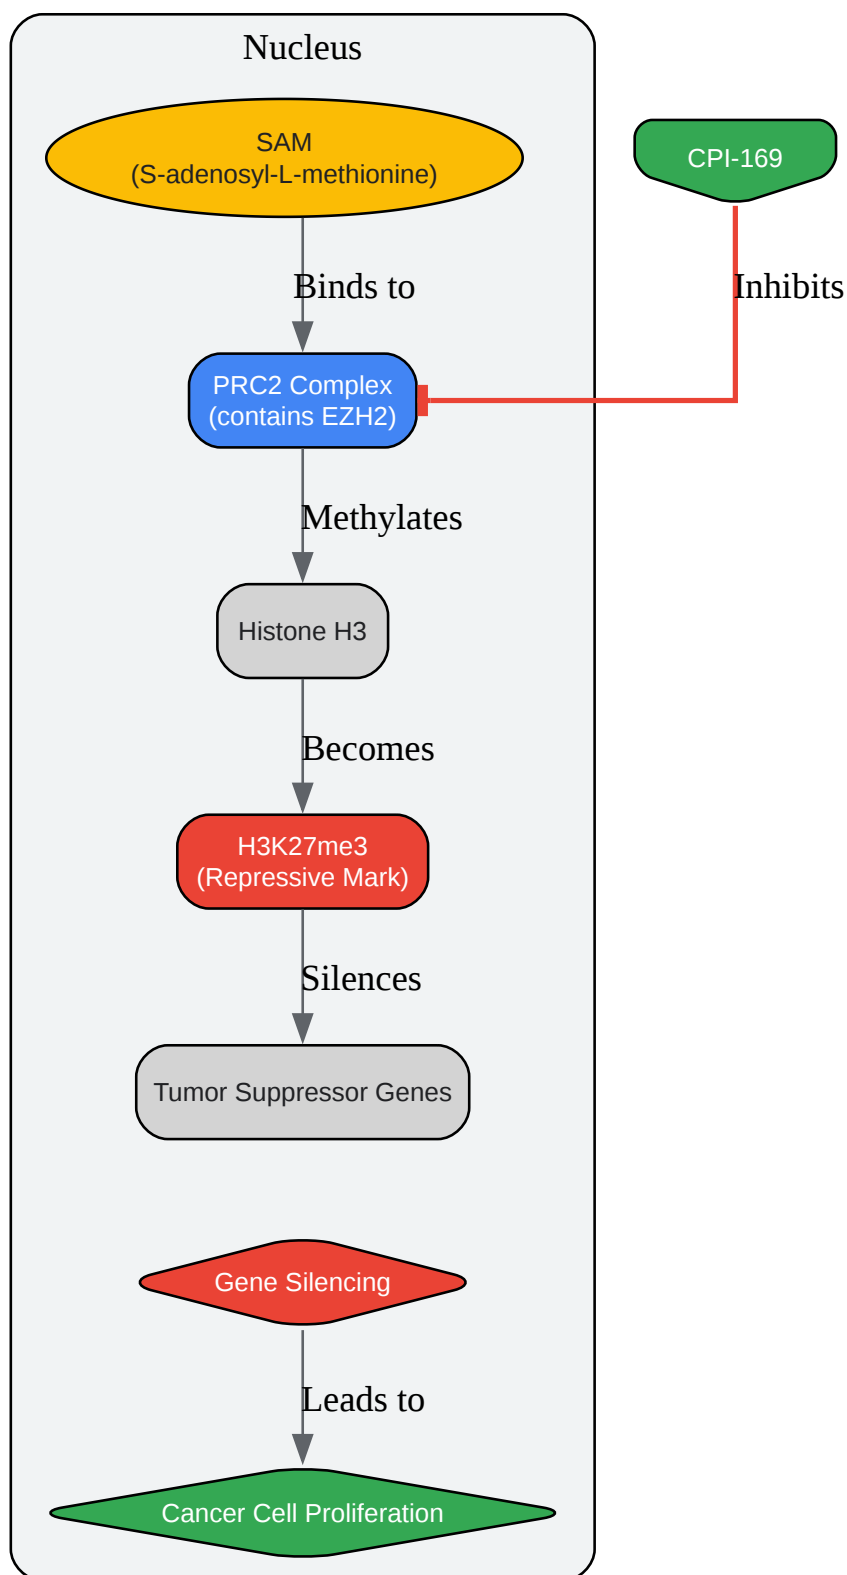 Nucleus
SAM
(S-adenosyl-L-methionine)
CPI-169
Binds to
Inhibits
PRC2 Complex
(contains EZH2)
Methylates
Histone H3
Becomes
H3K27me3
(Repressive Mark)
Silences
Tumor Suppressor Genes
Gene Silencing
Leads to
Cancer Cell Proliferation